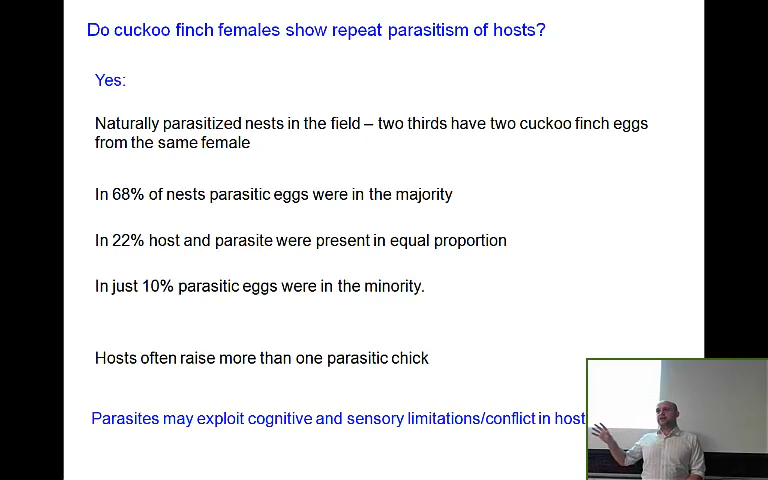 Do cuckoo finch females show repeat parasitism of hosts?
Yes:
Naturally parasitized nests in the field – two thirds have two cuckoo finch eggs
from the same female
In 68% of nests parasitic eggs were in the majority
In 22% host and parasite were present in equal proportion
In just 10% parasitic eggs were in the minority.
Hosts often raise more than one parasitic chick
Parasites may exploit cognitive and sensory limitations/conflict in host